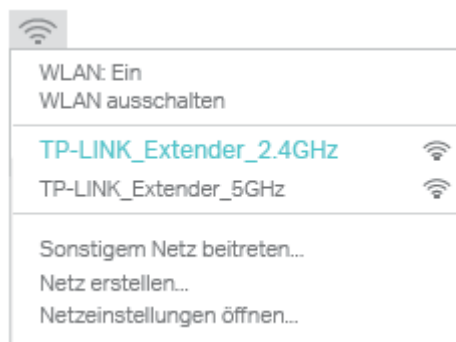 WLAN: Ein
WLAN ausschalten
TP-LINK_Extender_2.4GHz
TP-LINK_Extender_5GHz
Sonstigem Netz beitreten...
Netz erstellen...
Netzeinstellungen öffnen...